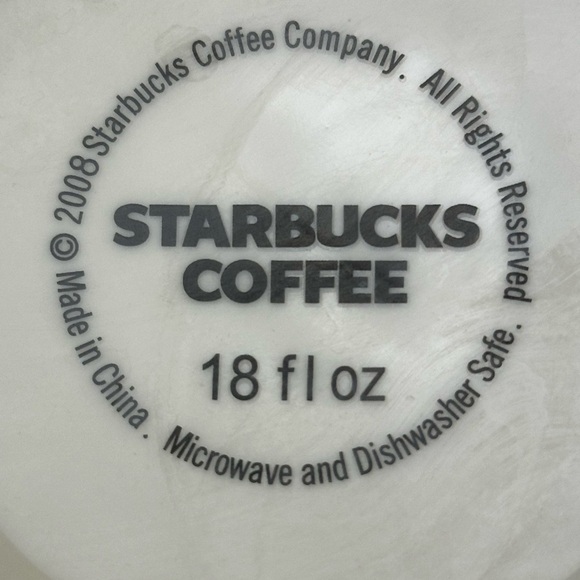 © 2008 Starbucks Coffee Company. All Rights Reserved.
Microwave and Dishwasher Safe.
Made in China.
STARBUCKS
COFFEE
18 fl oz